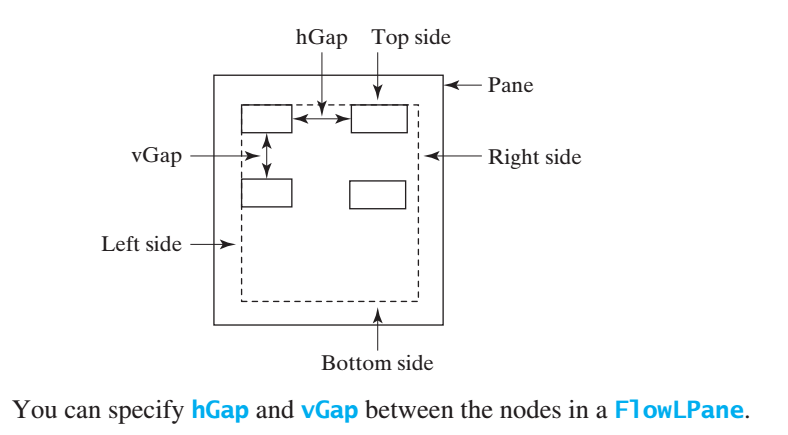 hGap Top side
Pane
vGap
Right side
Left side
Bottom side
You can specify hGap and vGap between the nodes in a FlowLPane.